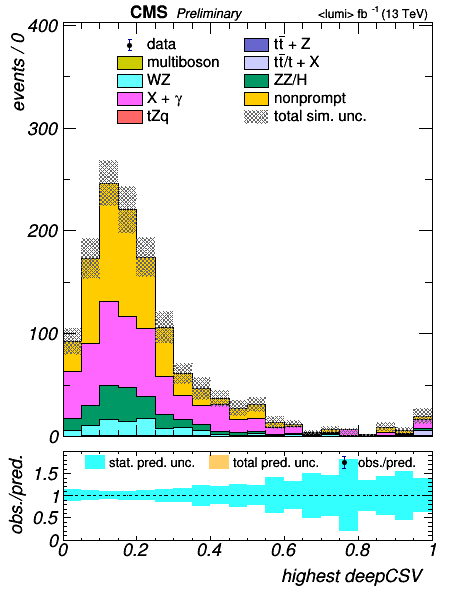 CMS Preliminary <lumi> fb⁻¹ (13 TeV)
events / 0
400
300
200
100
0
data
tt̄ + Z
multiboson
tt̄/t + X
WZ
ZZ/H
X + γ
nonprompt
tZq
total sim. unc.
obs./pred.
1.5
1
0.5
0
stat. pred. unc.
total pred. unc.
obs./pred.
0 0.2 0.4 0.6 0.8 1
highest deepCSV